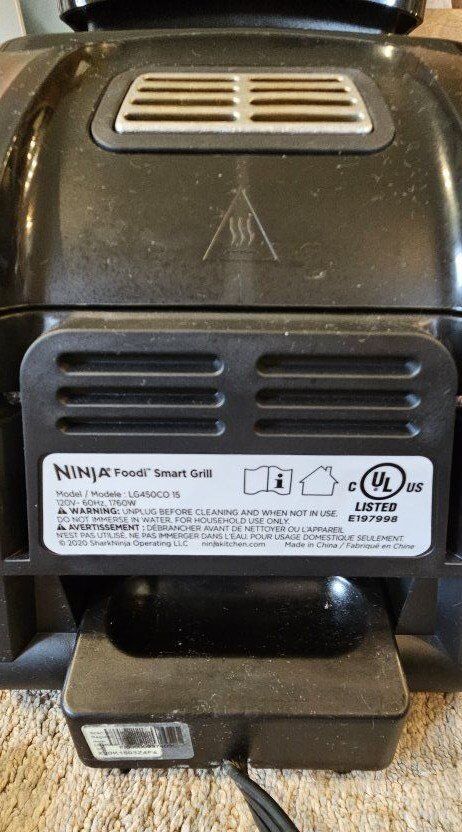 NINJA® Foodi™ Smart Grill
Model / Modele : LG450CO 15
120V~ 60Hz, 1760W
WARNING: UNPLUG BEFORE CLEANING AND WHEN NOT IN USE.
DO NOT IMMERSE IN WATER. FOR HOUSEHOLD USE ONLY.
AVERTISSEMENT : DÉBRANCHER AVANT DE NETTOYER OU L'APPAREIL
N'EST PAS UTILISÉ. NE PAS IMMERGER DANS L'EAU. POUR USAGE DOMESTIQUE SEULEMENT.
© 2020 SharkNinja Operating LLC ninjakitchen.com Made in China / Fabriqué en Chine
i
C UL US
LISTED
E197998